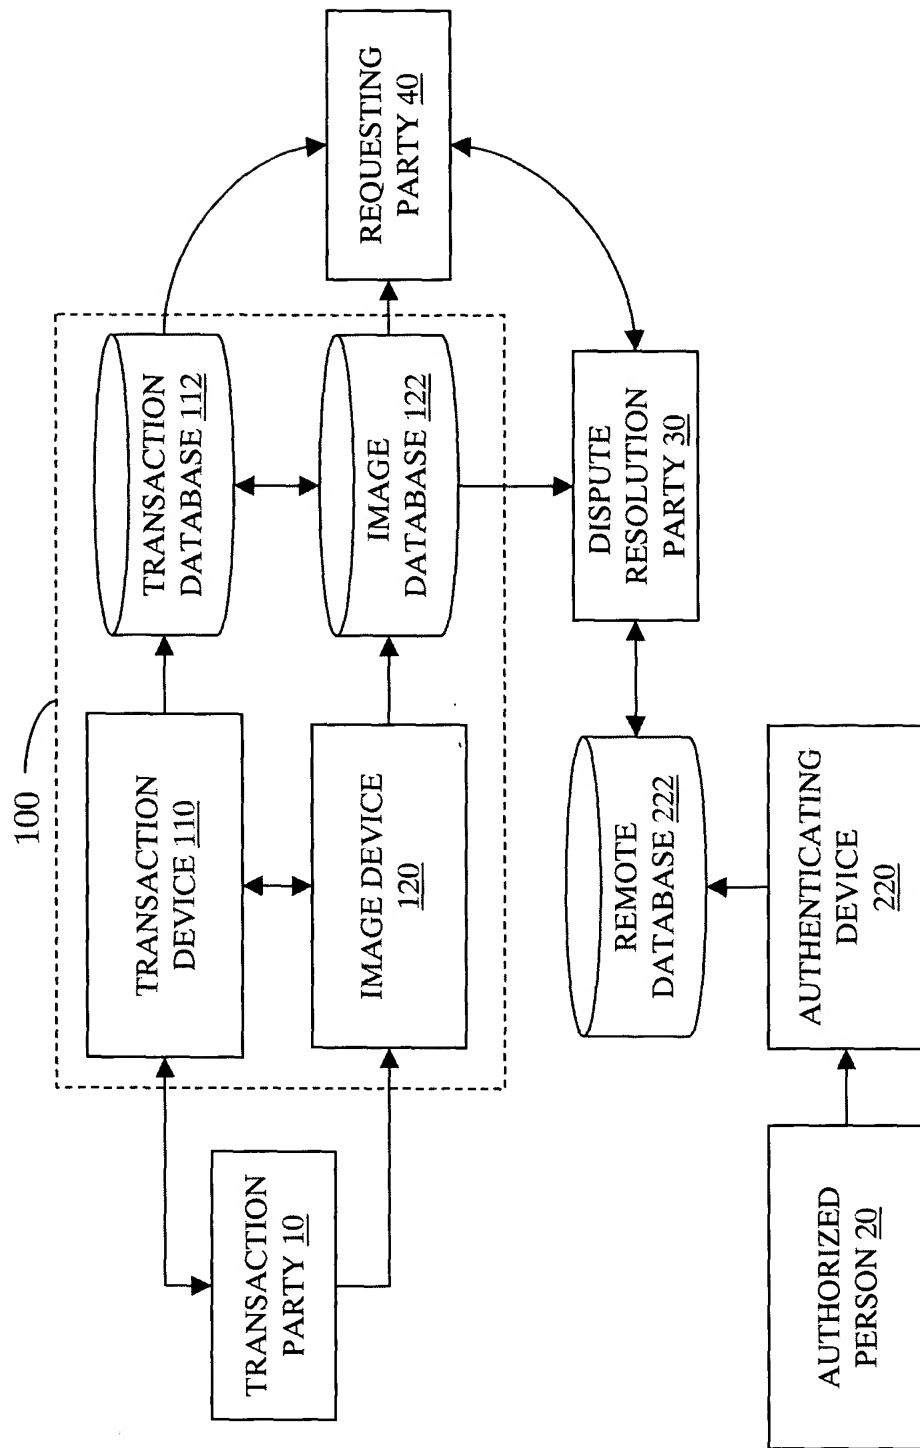 100
TRANSACTION
PARTY 10
TRANSACTION
DEVICE 110
TRANSACTION
DATABASE 112
IMAGE DEVICE
120
IMAGE
DATABASE 122
REQUESTING
PARTY 40
DISPUTE
RESOLUTION
PARTY 30
REMOTE
DATABASE 222
AUTHORIZED
PERSON 20
AUTHENTICATING
DEVICE
220